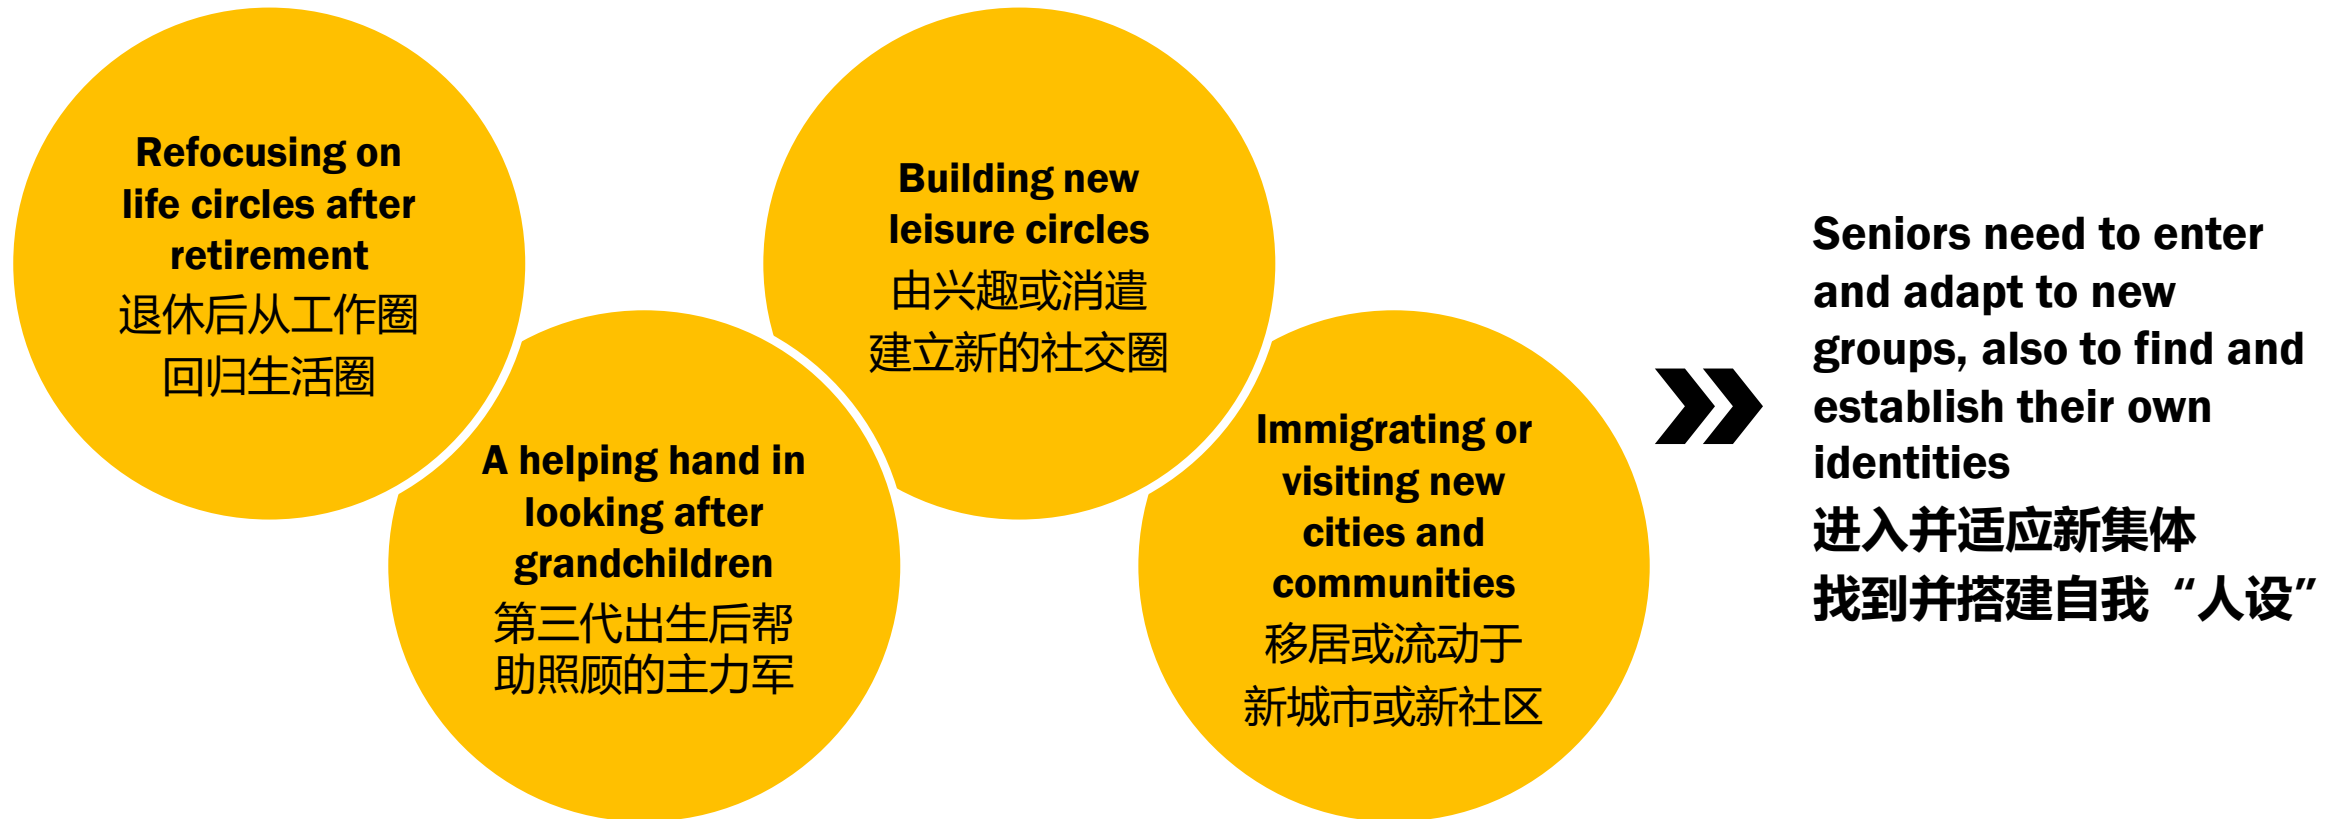 Refocusing on
life circles after
retirement
退休后从工作圈
回归生活圈
A helping hand in
looking after
grandchildren
第三代出生后帮
助照顾的主力军
Building new
leisure circles
由兴趣或消遣
建立新的社交圈
Immigrating or
visiting new
cities and
communities
移居或流动于
新城市或新社区
Seniors need to enter
and adapt to new
groups, also to find and
establish their own
identities
进入并适应新集体
找到并搭建自我“人设”